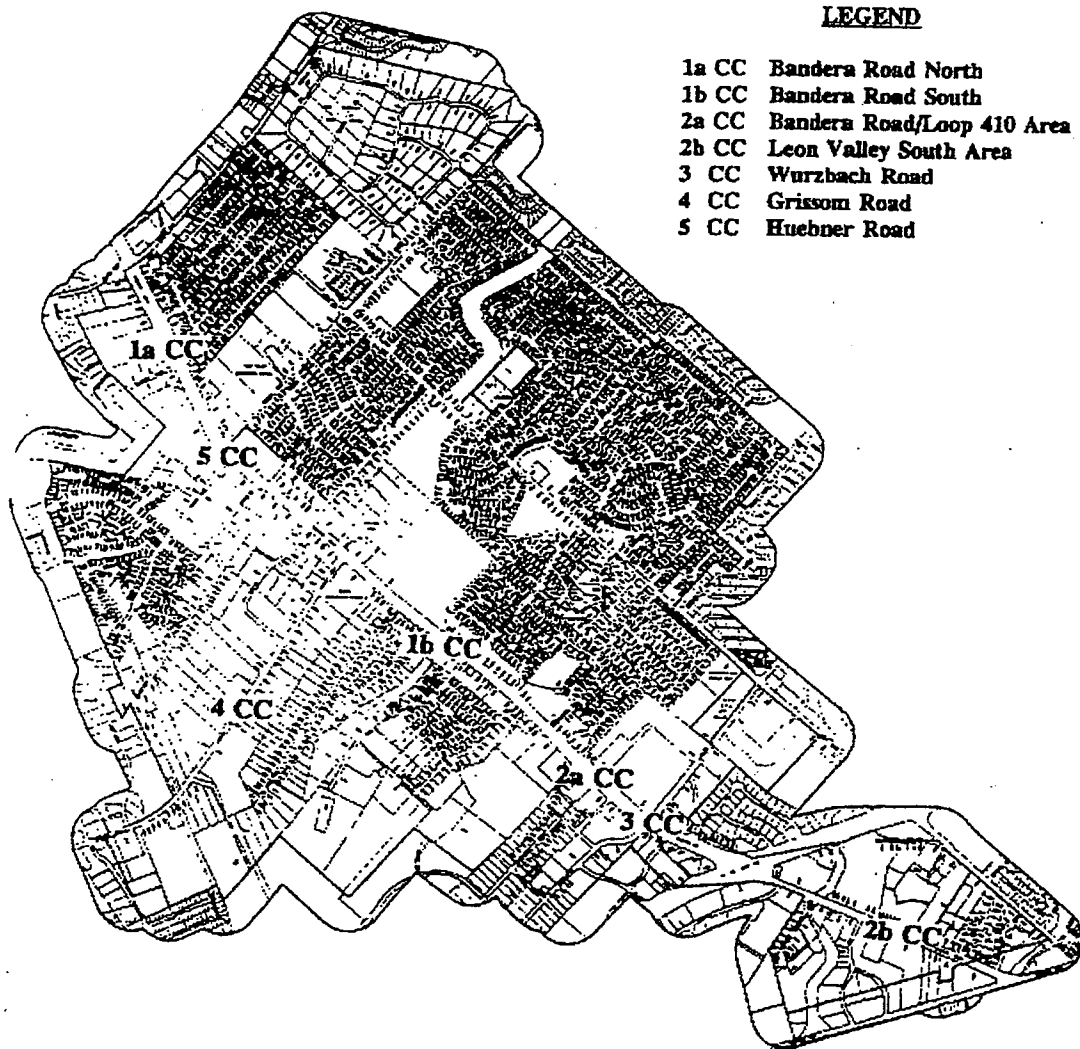 LEGEND
1a CC Bandera Road North
1b CC Bandera Road South
2a CC Bandera Road/Loop 410 Area
2b CC Leon Valley South Area
3 CC Wurzbach Road
4 CC Grissom Road
5 CC Huebner Road
1a CC
5 CC
1b CC
4 CC
2a CC
3 CC
2b CC